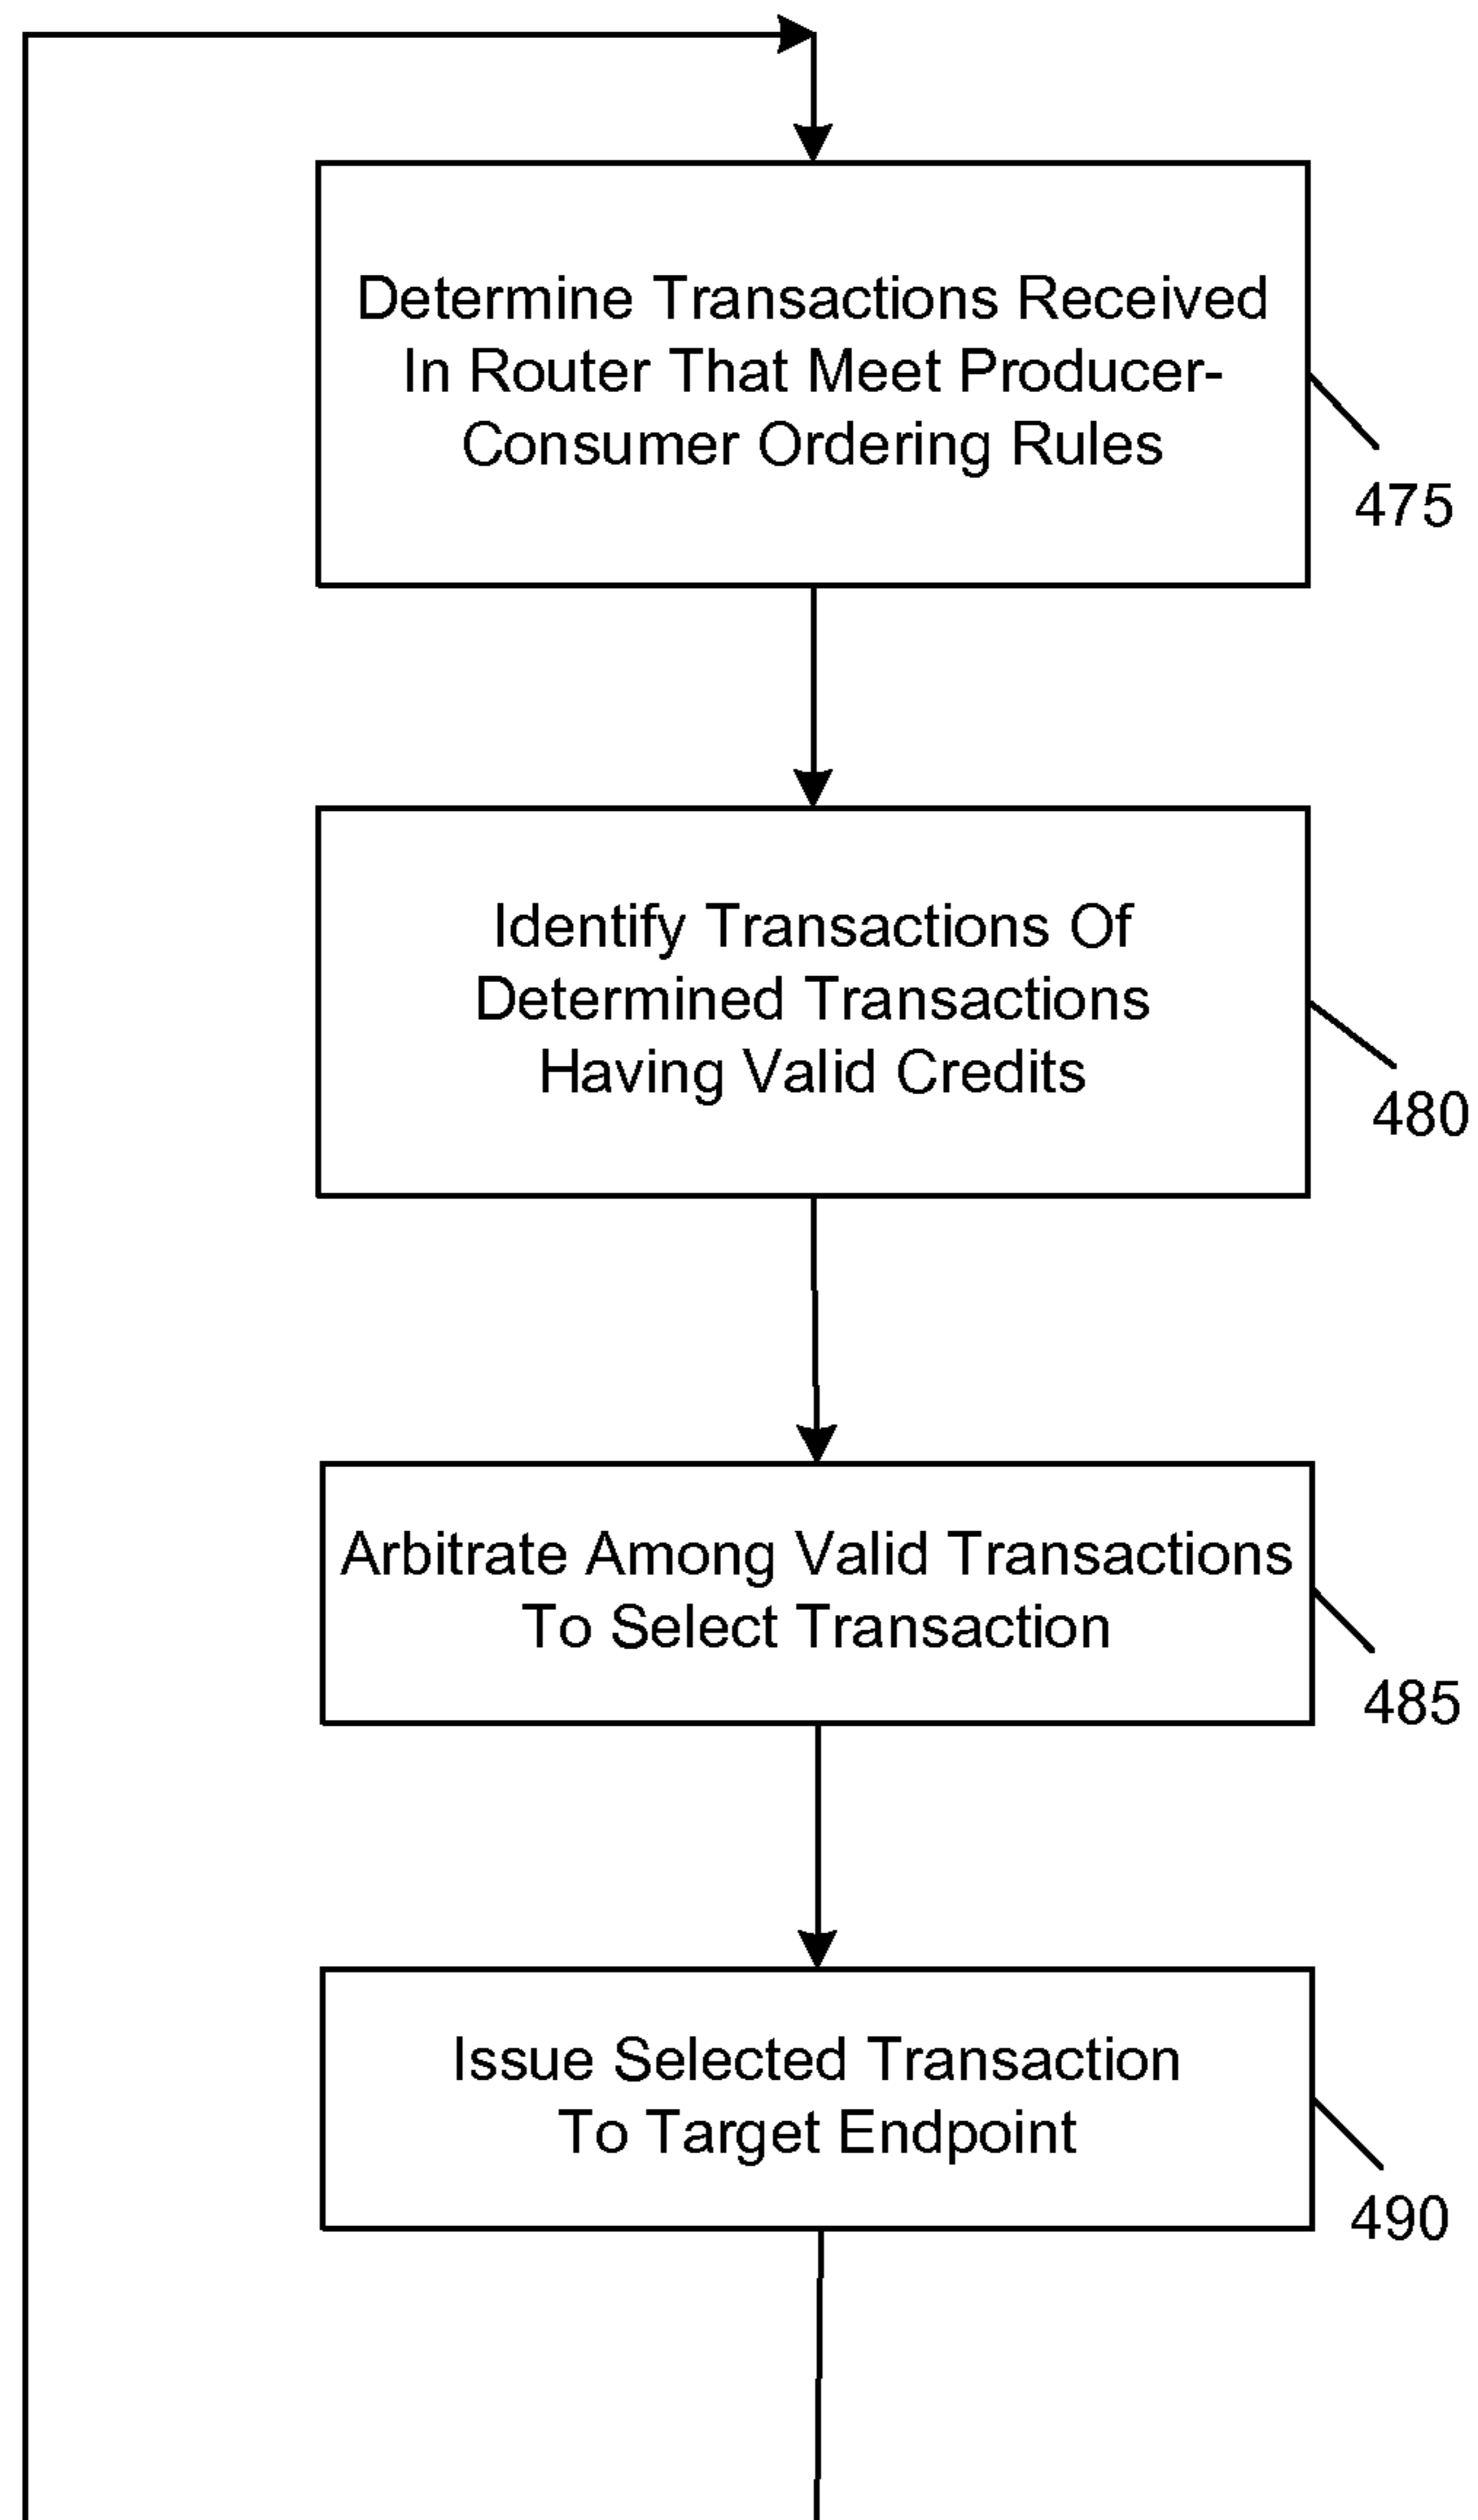 Determine Transactions Received
In Router That Meet Producer-
Consumer Ordering Rules
475
Identify Transactions Of
Determined Transactions
Having Valid Credits
480
Arbitrate Among Valid Transactions
To Select Transaction
485
Issue Selected Transaction
To Target Endpoint
490